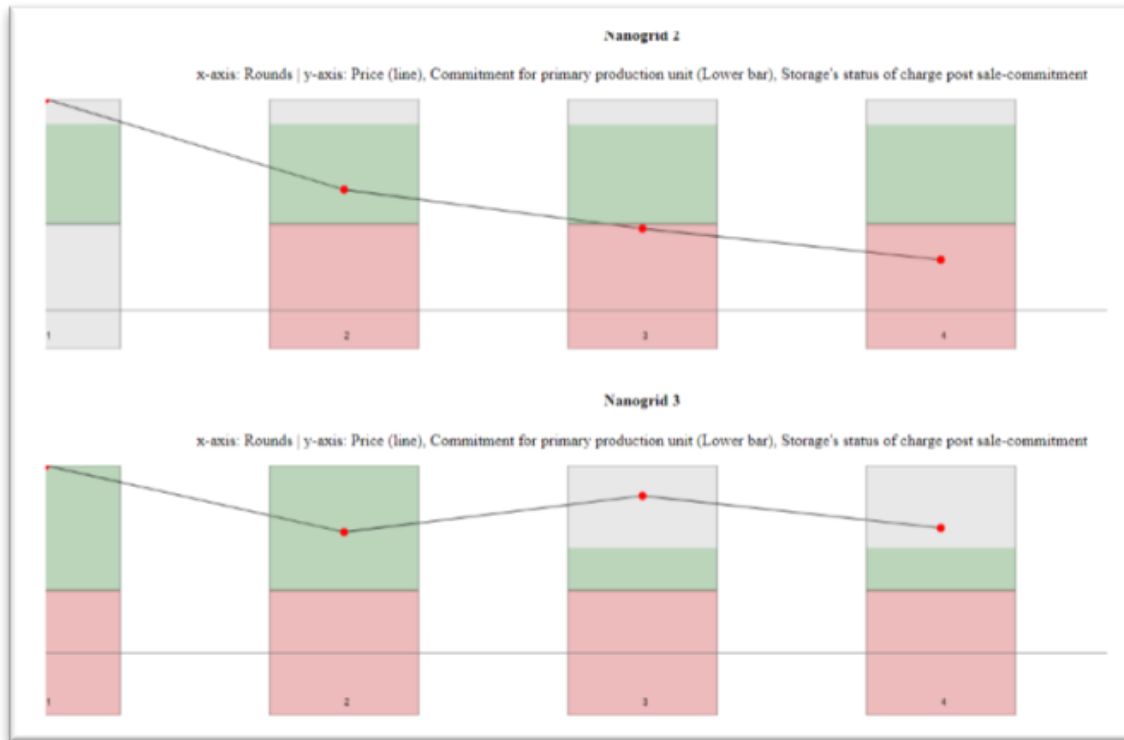 Nanogrid 2
x-axis: Rounds | y-axis: Price (line), Commitment for primary production unit (Lower bar), Storage's status of charge post sale-commitment
1 2 3 4
Nanogrid 3
x-axis: Rounds | y-axis: Price (line), Commitment for primary production unit (Lower bar), Storage's status of charge post sale-commitment
1 2 3 4